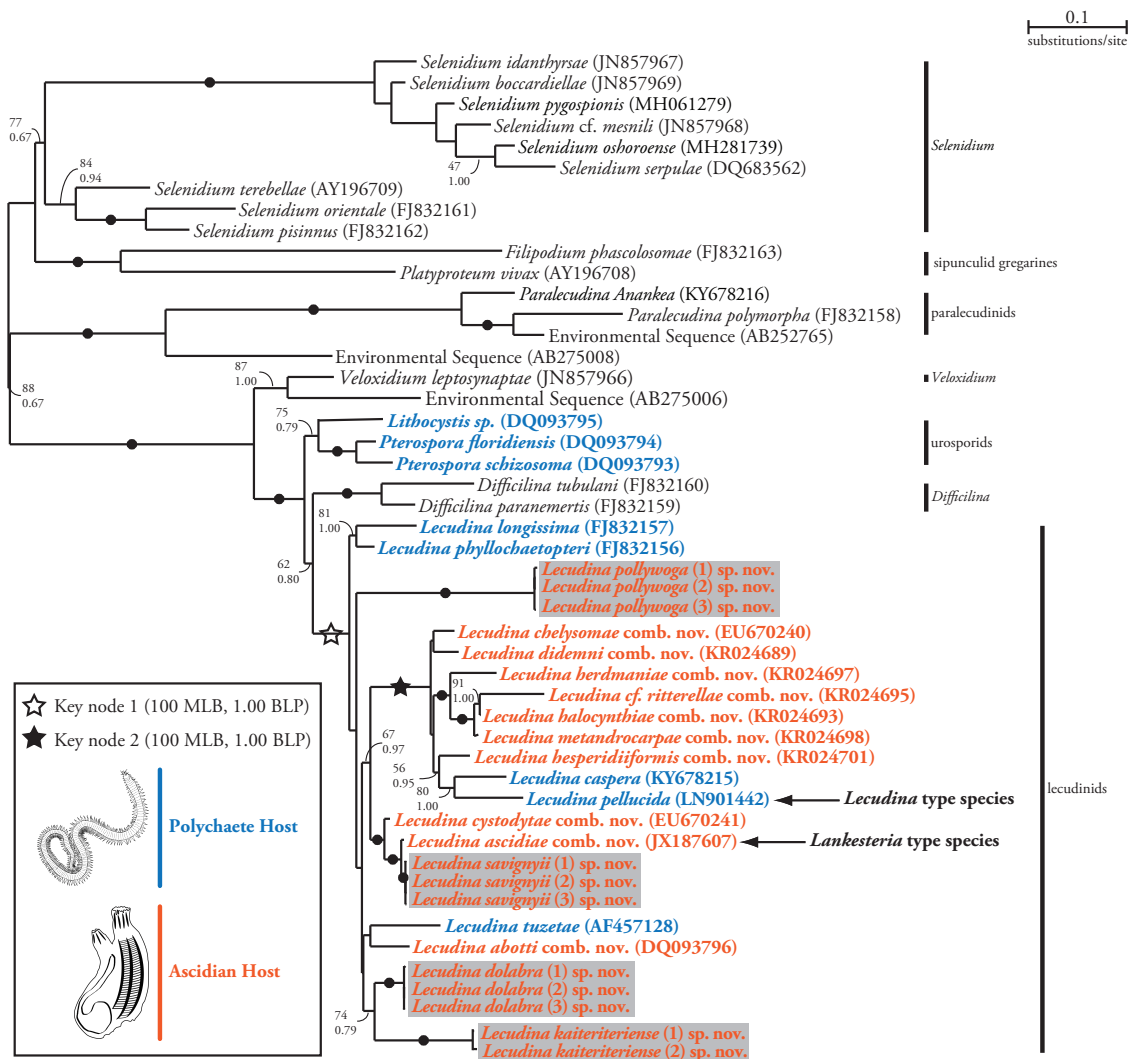 0.1
substitutions/site
Selenidium idanthyrsae (JN857967)
Selenidium boccardiellae (JN857969)
Selenidium pygospionis (MH061279)
77
0.67
Selenidium cf. mesnili (JN857968)
Selenidium oshoroense (MH281739)
Selenidium
47
1.00
Selenidium serpulae (DQ683562)
84
0.94
Selenidium terebellae (AY196709)
Selenidium orientale (FJ832161)
Selenidium pisinnus (FJ832162)
Filipodium phascolosomae (FJ832163)
sipunculid gregarines
Platyproteum vivax (AY196708)
Paralecudina Anankea (KY678216)
Paralecudina polymorpha (FJ832158)
paralecudinids
Environmental Sequence (AB252765)
Environmental Sequence (AB275008)
87
1.00
Veloxidium leptosynaptae (JN857966)
Veloxidium
88
0.67
Environmental Sequence (AB275006)
75
0.79
Lithocystis sp. (DQ093795)
Pterospora floridiensis (DQ093794)
urosporids
Pterospora schizosoma (DQ093793)
Difficilina tubulani (FJ832160)
Difficilina
Difficilina paranemertis (FJ832159)
81
1.00
Lecudina longissima (FJ832157)
Lecudina phyllochaetopteri (FJ832156)
62
0.80
Lecudina pollywoga (1) sp. nov.
Lecudina pollywoga (2) sp. nov.
Lecudina pollywoga (3) sp. nov.
Lecudina chelysomae comb. nov. (EU670240)
Lecudina didemni comb. nov. (KR024689)
Lecudina herdmaniae comb. nov. (KR024697)
91
1.00
Lecudina cf. ritterellae comb. nov. (KR024695)
Lecudina halocynthiae comb. nov. (KR024693)
Lecudina metandrocarpae comb. nov. (KR024698)
67
0.97
Lecudina hesperidiiformis comb. nov. (KR024701)
56
0.95
Lecudina caspera (KY678215)
80
1.00
Lecudina pellucida (LN901442)
Lecudina type species
lecudinids
Lecudina cystodytae comb. nov. (EU670241)
Lecudina ascidiae comb. nov. (JX187607)
Lankesteria type species
Lecudina savignyii (1) sp. nov.
Lecudina savignyii (2) sp. nov.
Lecudina savignyii (3) sp. nov.
Lecudina tuzetae (AF457128)
Lecudina abotti comb. nov. (DQ093796)
Lecudina dolabra (1) sp. nov.
Lecudina dolabra (2) sp. nov.
Lecudina dolabra (3) sp. nov.
74
0.79
Lecudina kaiteriteriense (1) sp. nov.
Lecudina kaiteriteriense (2) sp. nov.
Key node 1 (100 MLB, 1.00 BLP)
Key node 2 (100 MLB, 1.00 BLP)
Polychaete Host
Ascidian Host